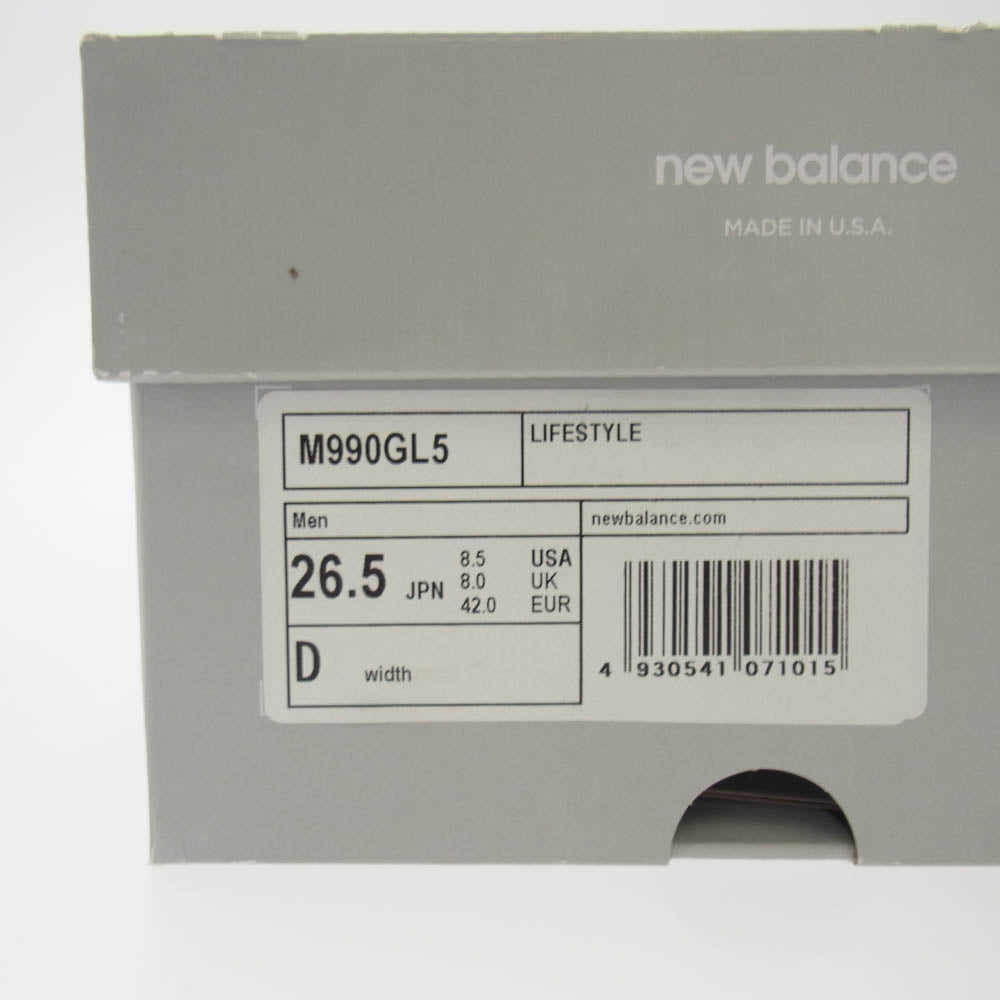 new balance
MADE IN U.S.A.
M990GL5
LIFESTYLE
Men
newbalance.com
26.5 JPN
8.5 USA
8.0 UK
42.0 EUR
D width
4 930541 071015